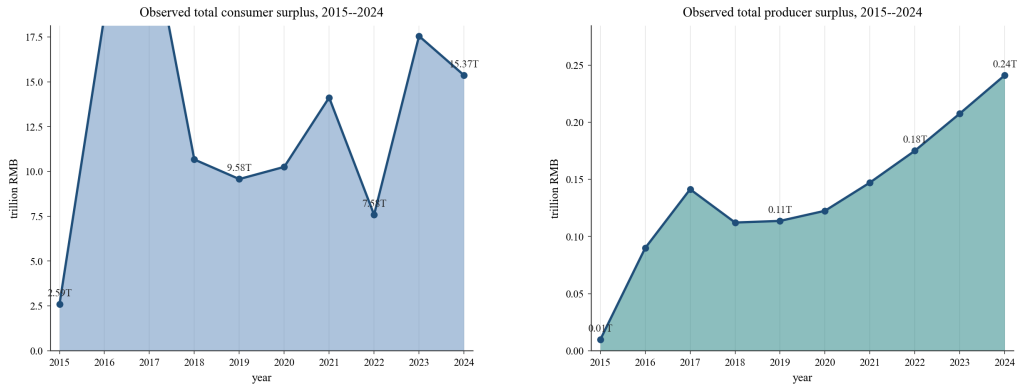 Observed total consumer surplus, 2015--2024
17.5
15.0
12.5
10.0
7.5
5.0
2.5
0.0
trillion RMB
2.59T
9.58T
7.58T
15.37T
2015 2016 2017 2018 2019 2020 2021 2022 2023 2024
year
Observed total producer surplus, 2015--2024
0.25
0.20
0.15
0.10
0.05
0.00
trillion RMB
0.01T
0.11T
0.18T
0.24T
2015 2016 2017 2018 2019 2020 2021 2022 2023 2024
year